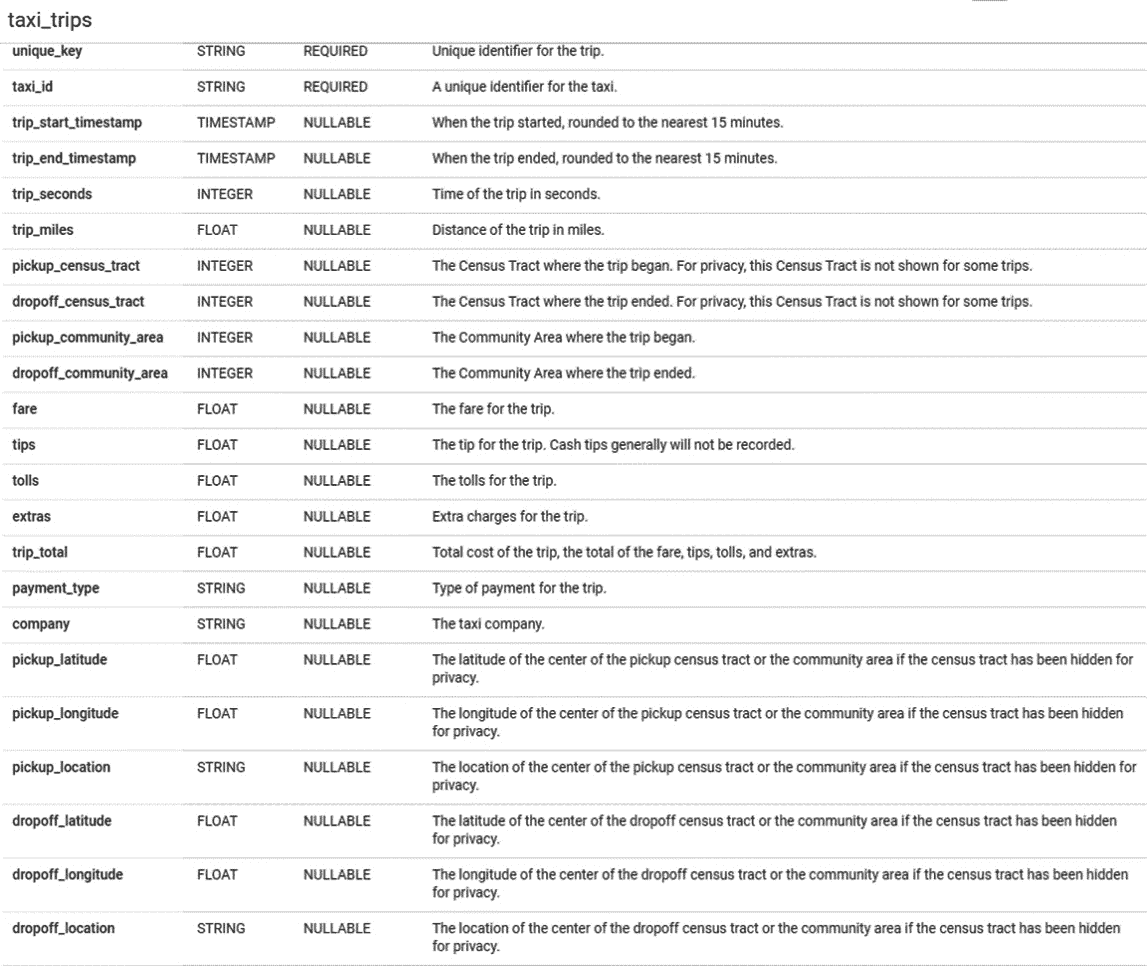 taxi_trips
unique_key STRING REQUIRED Unique identifier for the trip.
taxi_id STRING REQUIRED A unique identifier for the taxi.
trip_start_timestamp TIMESTAMP NULLABLE When the trip started, rounded to the nearest 15 minutes.
trip_end_timestamp TIMESTAMP NULLABLE When the trip ended, rounded to the nearest 15 minutes.
trip_seconds INTEGER NULLABLE Time of the trip in seconds.
trip_miles FLOAT NULLABLE Distance of the trip in miles.
pickup_census_tract INTEGER NULLABLE The Census Tract where the trip began. For privacy, this Census Tract is not shown for some trips.
dropoff_census_tract INTEGER NULLABLE The Census Tract where the trip ended. For privacy, this Census Tract is not shown for some trips.
pickup_community_area INTEGER NULLABLE The Community Area where the trip began.
dropoff_community_area INTEGER NULLABLE The Community Area where the trip ended.
fare FLOAT NULLABLE The fare for the trip.
tips FLOAT NULLABLE The tip for the trip. Cash tips generally will not be recorded.
tolls FLOAT NULLABLE The tolls for the trip.
extras FLOAT NULLABLE Extra charges for the trip.
trip_total FLOAT NULLABLE Total cost of the trip, the total of the fare, tips, tolls, and extras.
payment_type STRING NULLABLE Type of payment for the trip.
company STRING NULLABLE The taxi company.
pickup_latitude FLOAT NULLABLE The latitude of the center of the pickup census tract or the community area if the census tract has been hidden for
privacy.
pickup_longitude FLOAT NULLABLE The longitude of the center of the pickup census tract or the community area if the census tract has been hidden
for privacy.
pickup_location STRING NULLABLE The location of the center of the pickup census tract or the community area if the census tract has been hidden for
privacy.
dropoff_latitude FLOAT NULLABLE The latitude of the center of the dropoff census tract or the community area if the census tract has been hidden
for privacy.
dropoff_longitude FLOAT NULLABLE The longitude of the center of the dropoff census tract or the community area if the census tract has been hidden
for privacy.
dropoff_location STRING NULLABLE The location of the center of the dropoff census tract or the community area if the census tract has been hidden
for privacy.